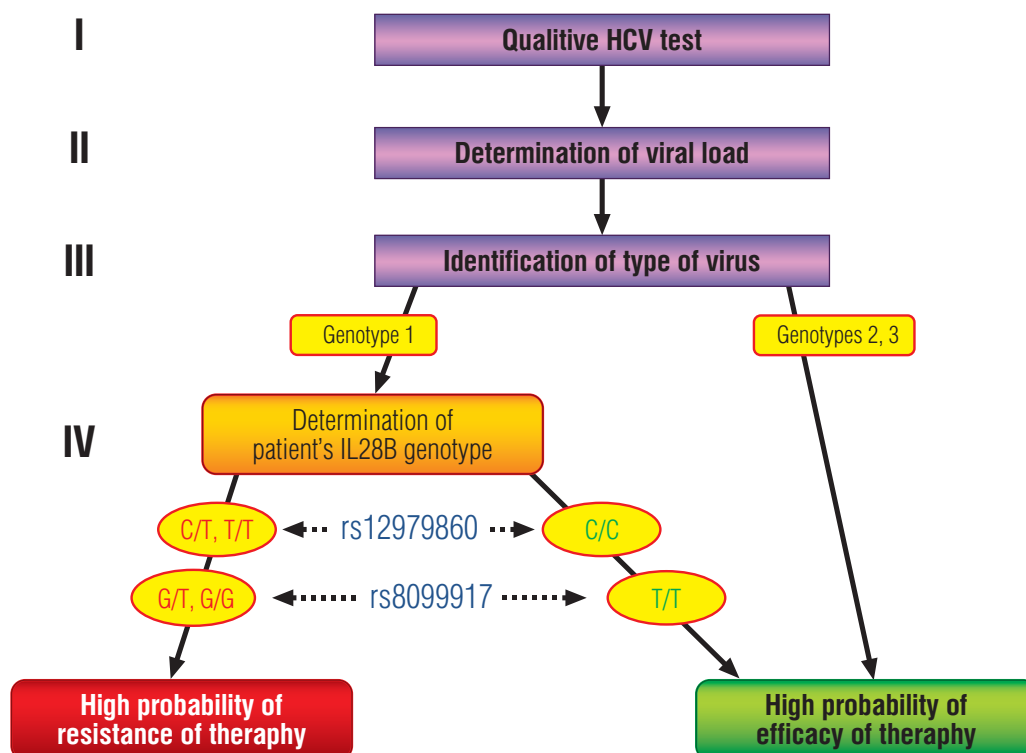 I
Qualitive HCV test
II
Determination of viral load
III
Identification of type of virus
Genotype 1
Genotypes 2, 3
IV
Determination of
patient's IL28B genotype
C/T, T/T
rs12979860
C/C
G/T, G/G
rs8099917
T/T
High probability of
resistance of theraphy
High probability of
efficacy of theraphy